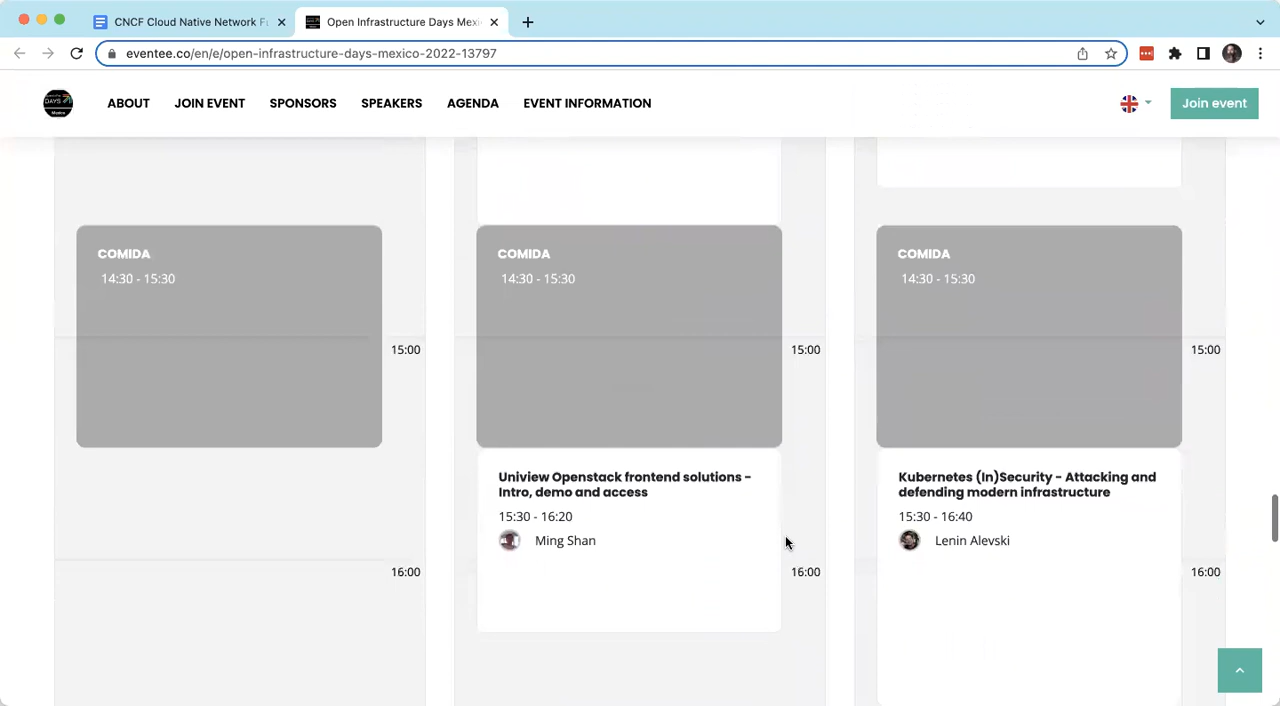 CNCF Cloud Native Network F
Open Infrastructure Days Mexi
eventee.co/en/e/open-infrastructure-days-mexico-2022-13797
DAYS
Mexico
ABOUT
JOIN EVENT
SPONSORS
SPEAKERS
AGENDA
EVENT INFORMATION
Join event
COMIDA
14:30 - 15:30
COMIDA
14:30 - 15:30
COMIDA
14:30 - 15:30
15:00
15:00
15:00
Uniview Openstack frontend solutions -
Intro, demo and access
15:30 - 16:20
Ming Shan
Kubernetes (In)Security - Attacking and
defending modern infrastructure
15:30 - 16:40
Lenin Alevski
16:00
16:00
16:00